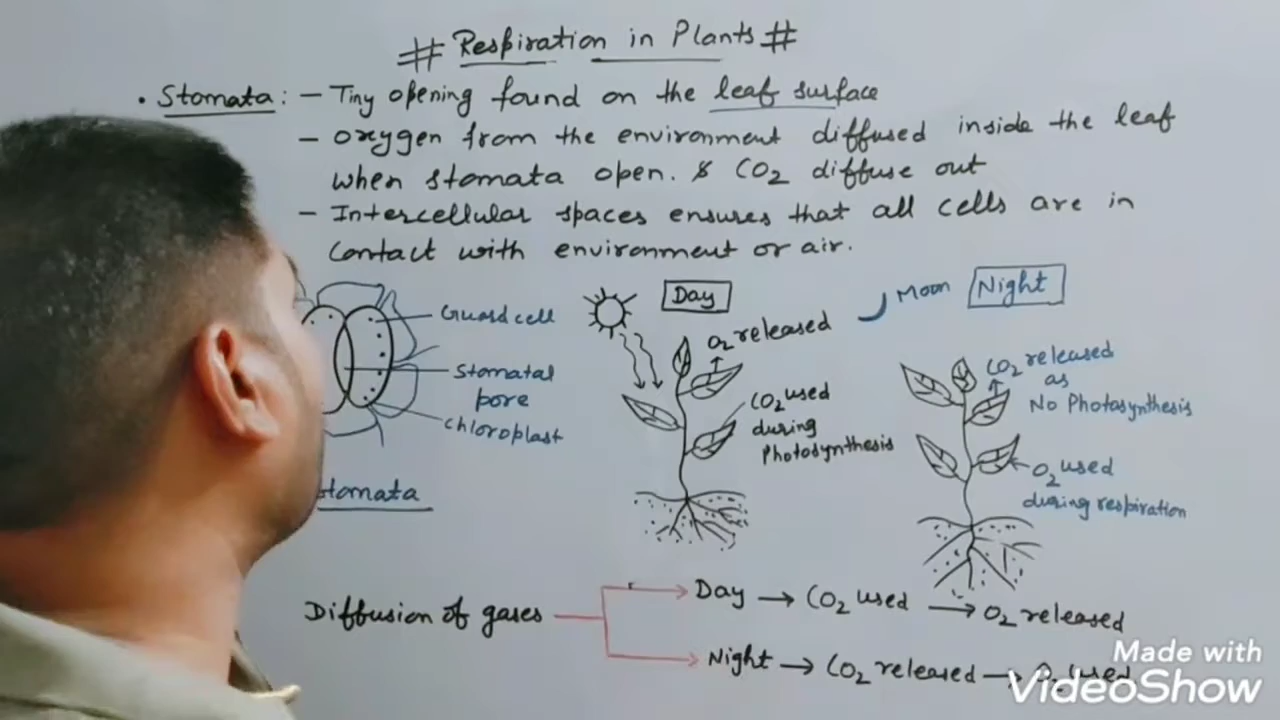 # Respiration in Plants #
• Stomata : – Tiny opening found on the leaf surface
– Oxygen from the environment diffused inside the leaf
when stomata open. & CO2 diffuse out
– Intercellular spaces ensures that all cells are in
contact with environment or air.
Guard cell
Stomatal
pore
Chloroplast
tomata
Day
O2 released
CO2 used
during
Photosynthesis
Moon
Night
CO2 released
as
No Photosynthesis
O2 used
during respiration
Diffusion of gases
Day → CO2 used → O2 released
Night → CO2 released → O2 used
Made with
VideoShow